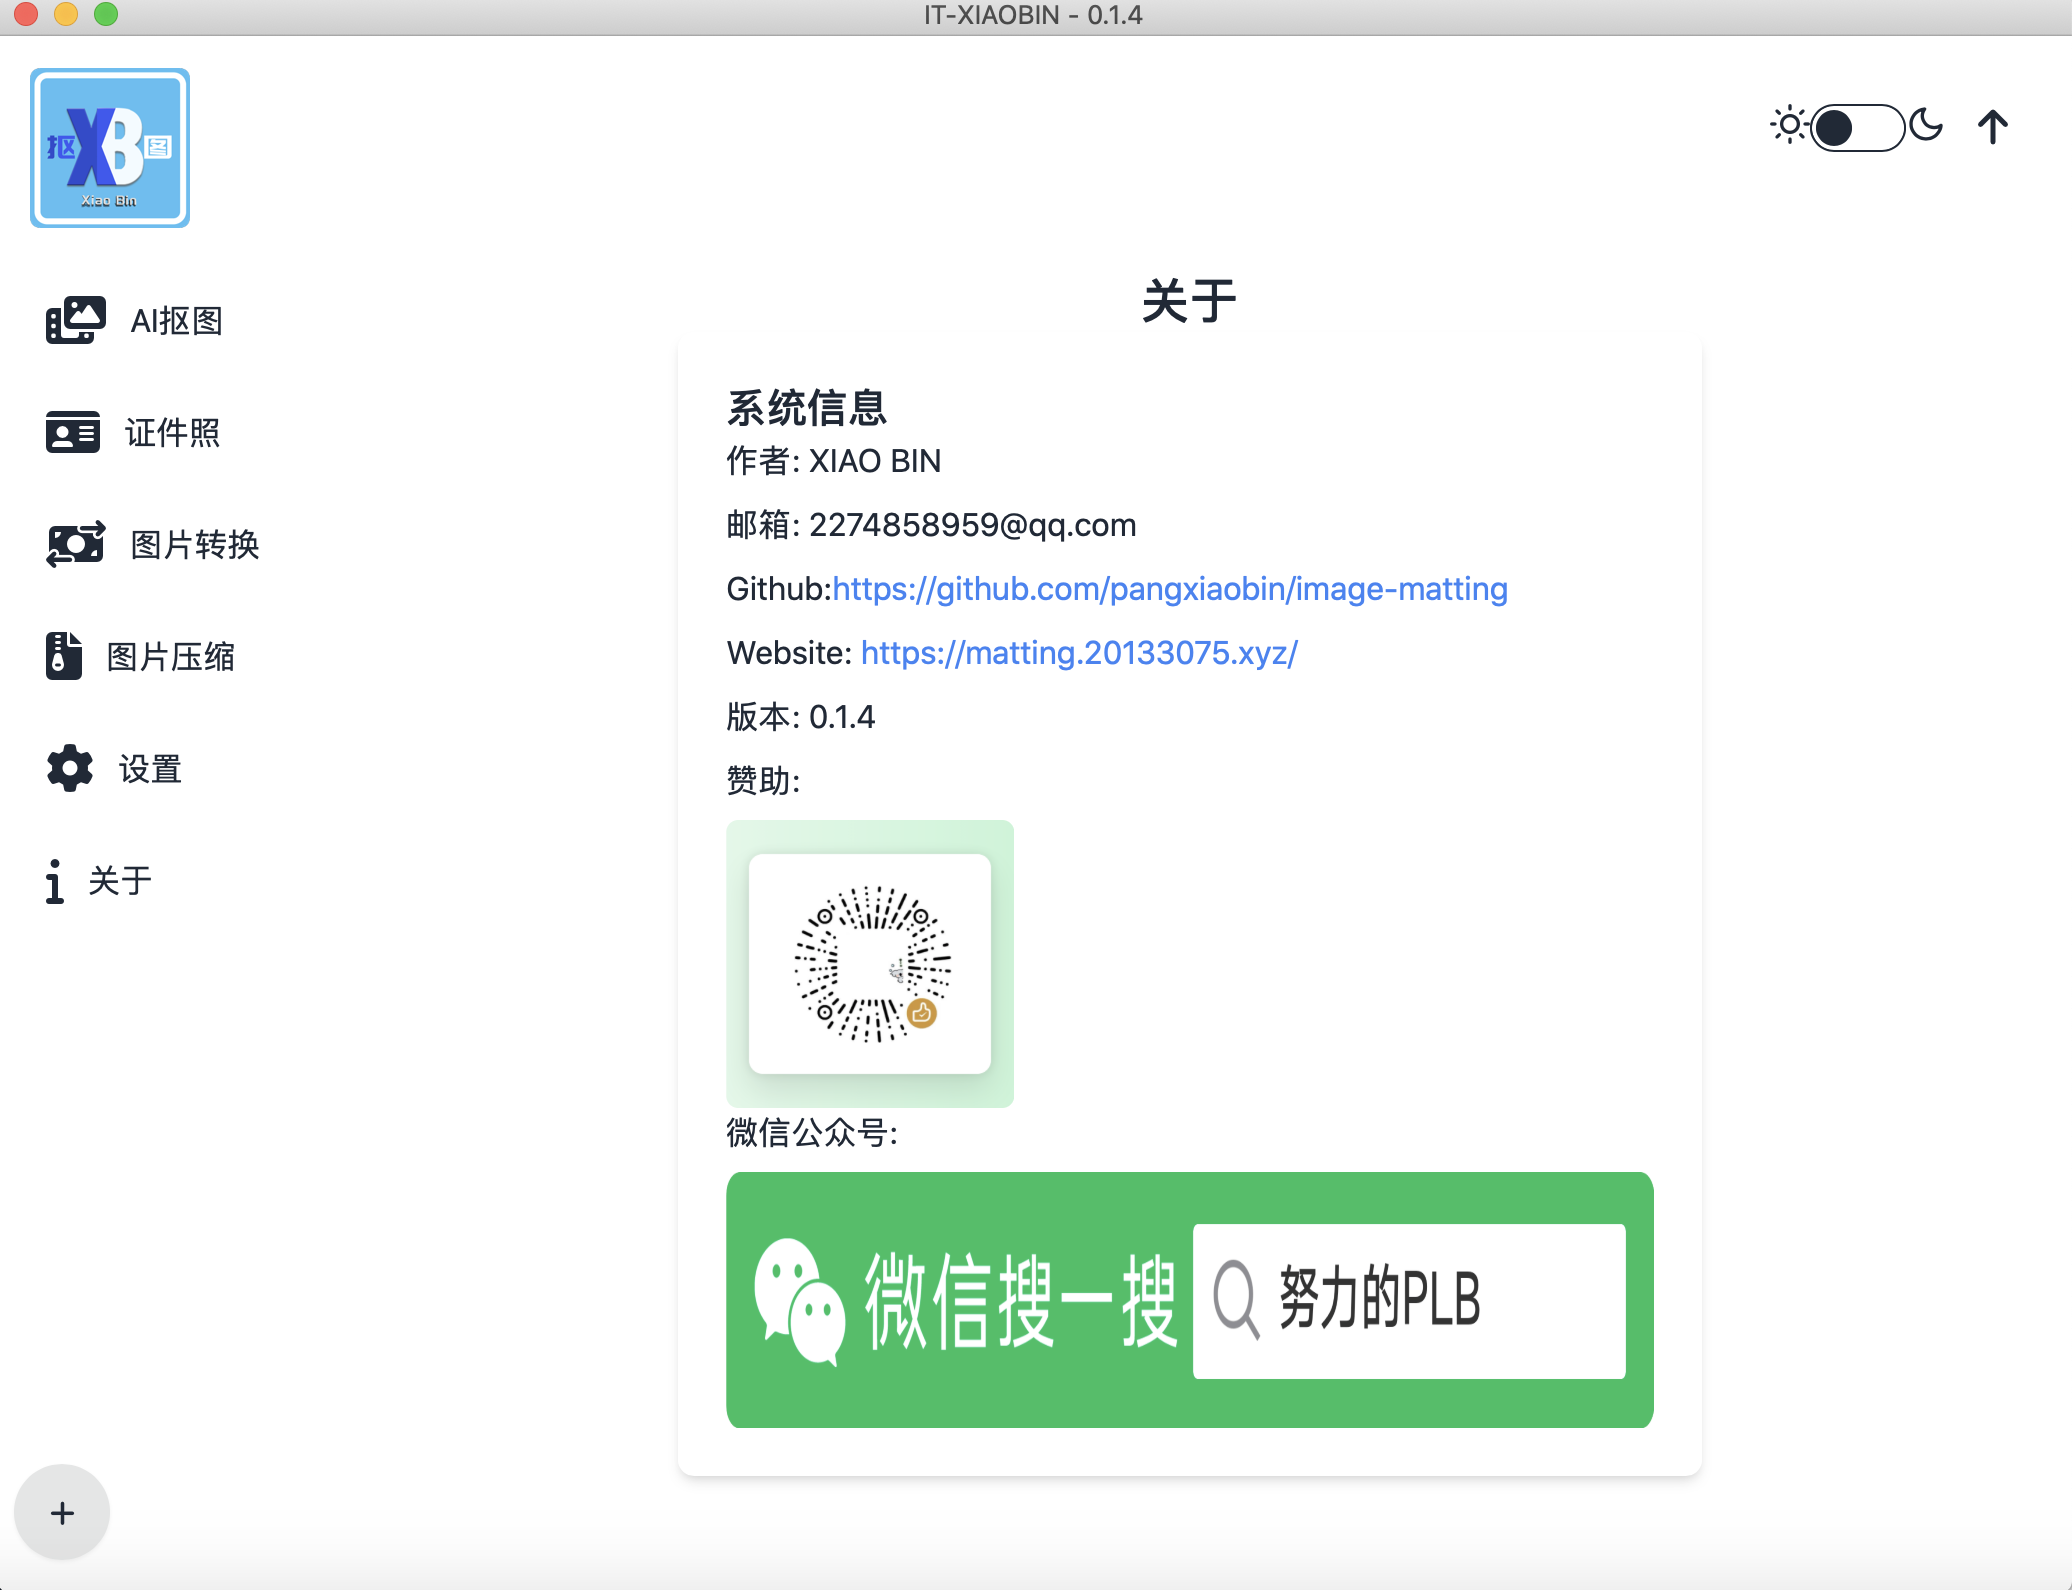 IT-XIAOBIN - 0.1.4
抠XB图
Xiao Bin
AI抠图
证件照
图片转换
图片压缩
设置
关于
关于
系统信息
作者: XIAO BIN
邮箱: 2274858959@qq.com
Github:https://github.com/pangxiaobin/image-matting
Website: https://matting.20133075.xyz/
版本: 0.1.4
赞助:
微信公众号:
微信搜一搜 努力的PLB